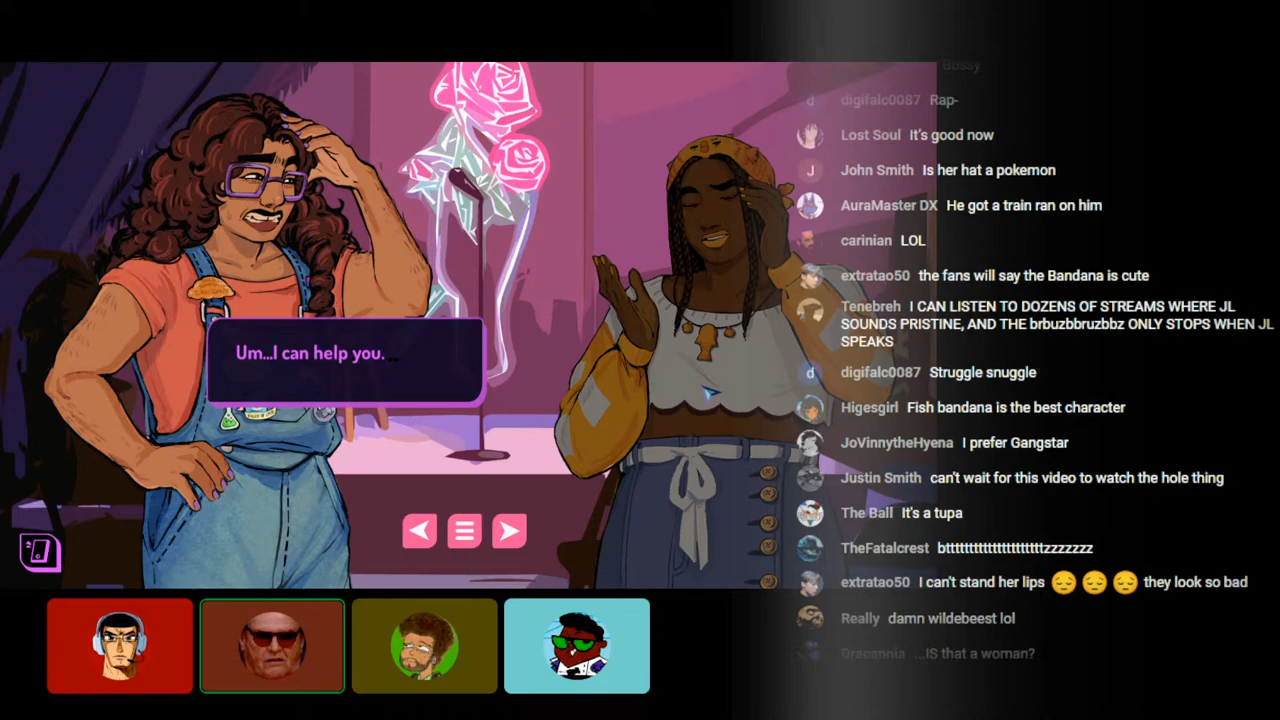 Bossy
digifalc0087 Rap-
Lost Soul It's good now
John Smith Is her hat a pokemon
AuraMaster DX He got a train ran on him
carinian LOL
extratao50 the fans will say the Bandana is cute
Tenebreh I CAN LISTEN TO DOZENS OF STREAMS WHERE JL
SOUNDS PRISTINE, AND THE brbuzbbruzbbz ONLY STOPS WHEN JL
SPEAKS
Um...I can help you.
digifalc0087 Struggle snuggle
Higesgirl Fish bandana is the best character
JoVinnytheHyena I prefer Gangstar
Justin Smith can't wait for this video to watch the hole thing
The Ball It's a tupa
TheFatalcrest btttttttttttttttttttttzzzzzzz
extratao50 I can't stand her lips 😔 😔 😔 they look so bad
Really damn wildebeest lol
Dracannia ...IS that a woman?